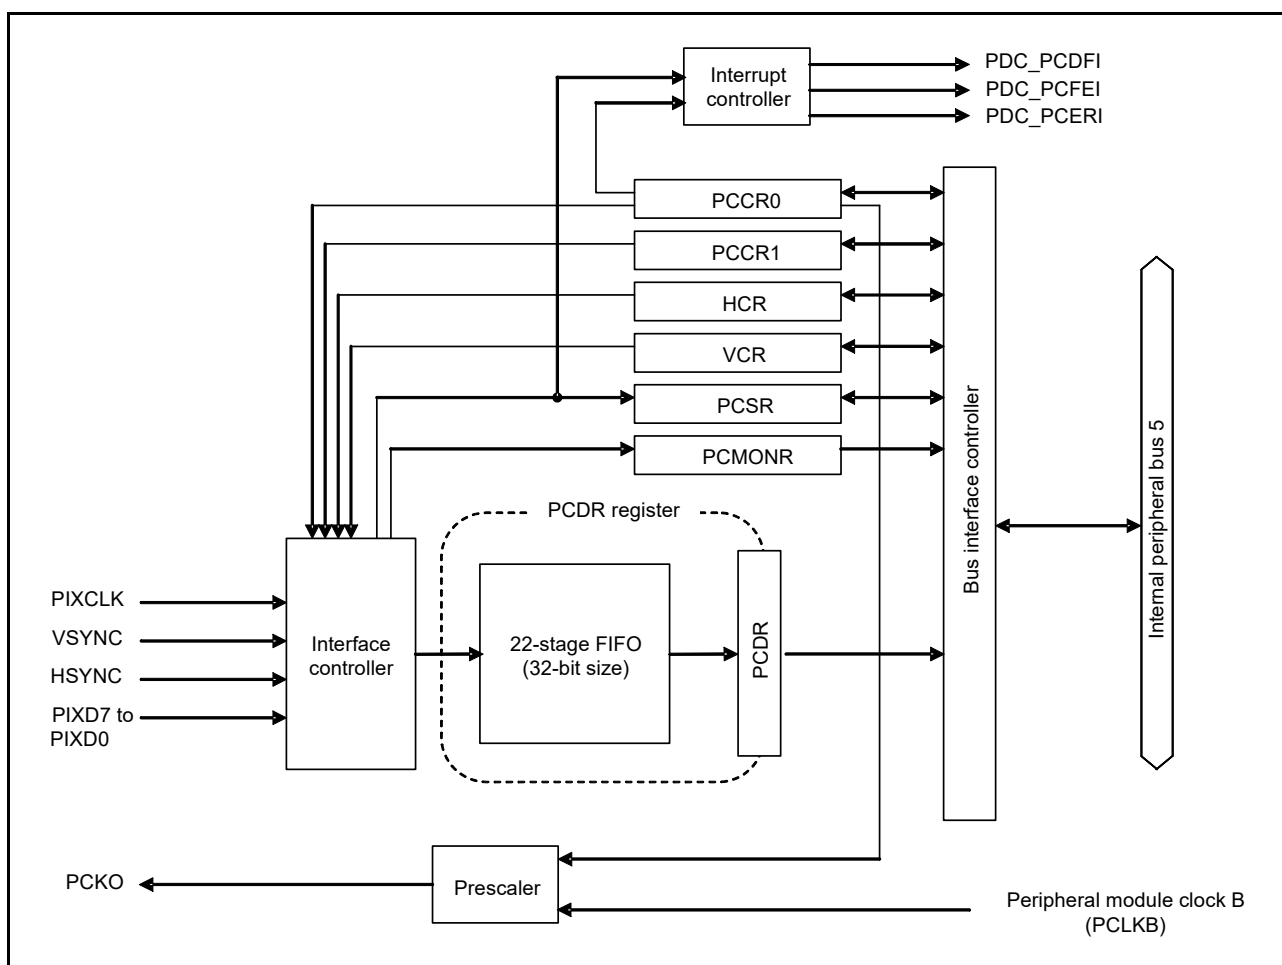 Interrupt
controller
PDC_PCDFI
PDC_PCFEI
PDC_PCERI
PCCR0
PCCR1
HCR
VCR
PCSR
PCMONR
Bus interface controller
Internal peripheral bus 5
PCDR register
PIXCLK
VSYNC
HSYNC
PIXD7 to
PIXD0
Interface
controller
22-stage FIFO
(32-bit size)
PCDR
PCKO
Prescaler
Peripheral module clock B
(PCLKB)